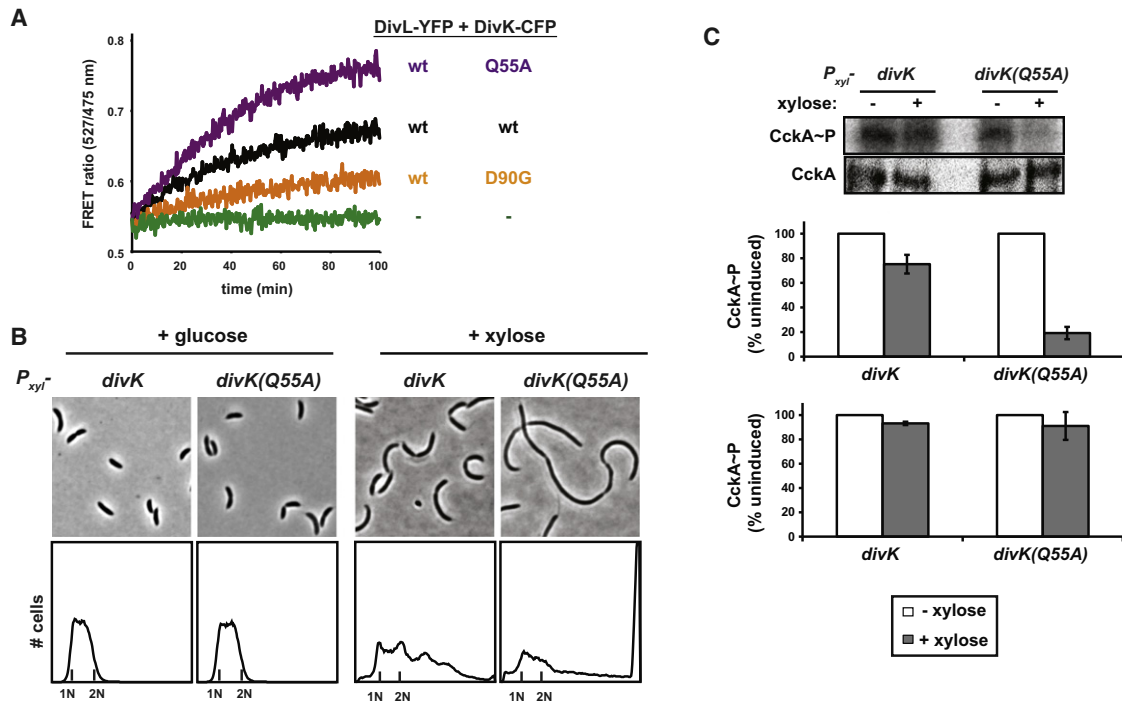 A
DivL-YFP + DivK-CFP
0.8
0.7
0.6
0.5
FRET ratio (527/475 nm)
wt Q55A
wt wt
wt D90G
- -
0 20 40 60 80 100
time (min)
B
+ glucose + xylose
Pxyl- divK divK(Q55A) divK divK(Q55A)
# cells
1N 2N 1N 2N 1N 2N 1N 2N
C
Pxyl- divK divK(Q55A)
xylose: - + - +
CckA~P
CckA
CckA~P
(% uninduced)
100
80
60
40
20
0
divK divK(Q55A)
CckA~P
(% uninduced)
100
80
60
40
20
0
divK divK(Q55A)
- xylose
+ xylose